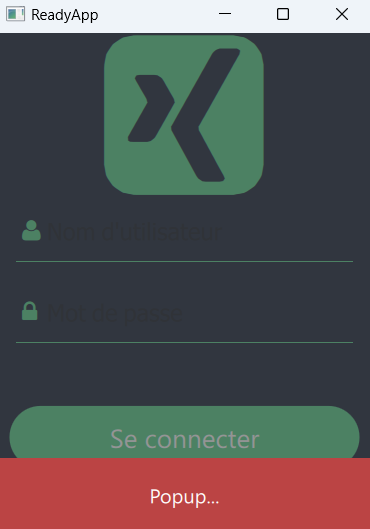 ReadyApp
Nom d'utilisateur
Mot de passe
Se connecter
Popup...